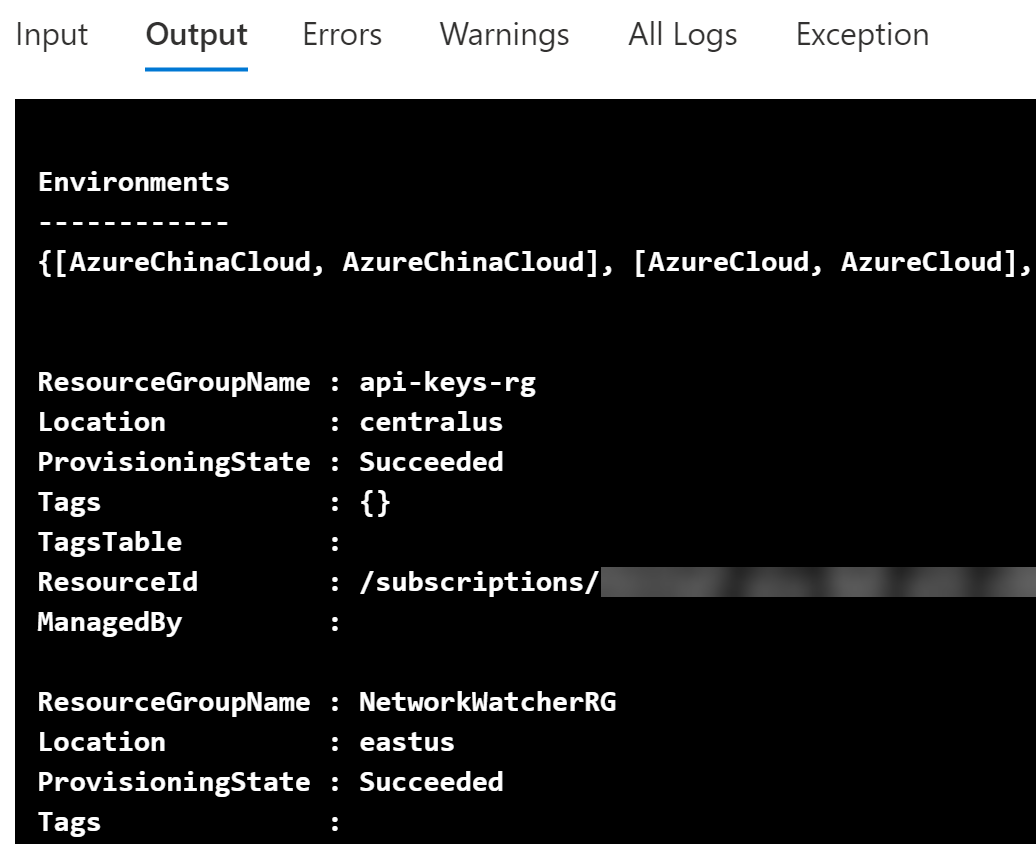 Input Output Errors Warnings All Logs Exception
Environments
------------
{[AzureChinaCloud, AzureChinaCloud], [AzureCloud, AzureCloud],
ResourceGroupName : api-keys-rg
Location : centralus
ProvisioningState : Succeeded
Tags : {}
TagsTable :
ResourceId : /subscriptions/
ManagedBy :
ResourceGroupName : NetworkWatcherRG
Location : eastus
ProvisioningState : Succeeded
Tags :